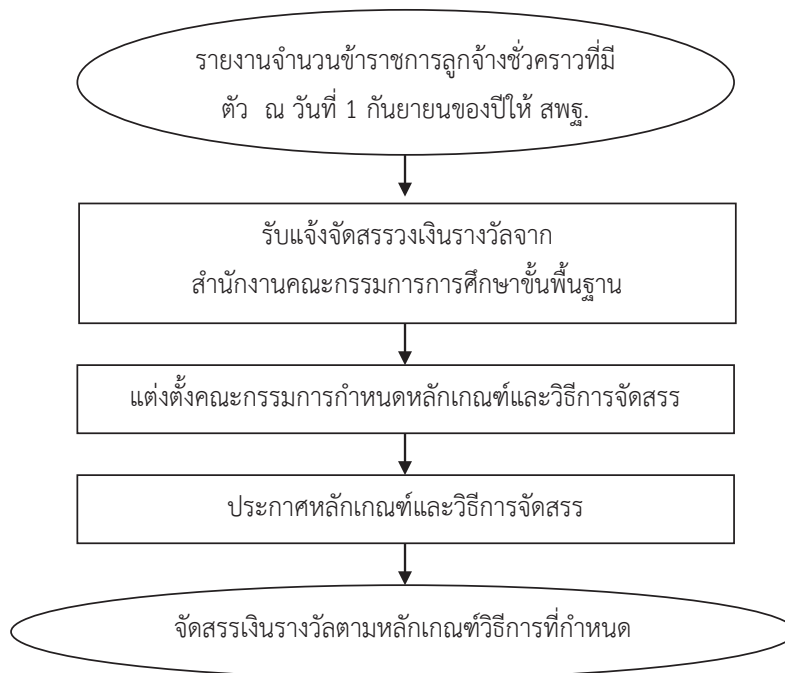 รายงานจำนวนข้าราชการลูกจ้างชั่วคราวที่มี
ตัว ณ วันที่ 1 กันยายนของปีให้ สพฐ.
รับแจ้งจัดสรรวงเงินรางวัลจาก
สำนักงานคณะกรรมการการศึกษาขั้นพื้นฐาน
แต่งตั้งคณะกรรมการกำหนดหลักเกณฑ์และวิธีการจัดสรร
ประกาศหลักเกณฑ์และวิธีการจัดสรร
จัดสรรเงินรางวัลตามหลักเกณฑ์วิธีการที่กำหนด